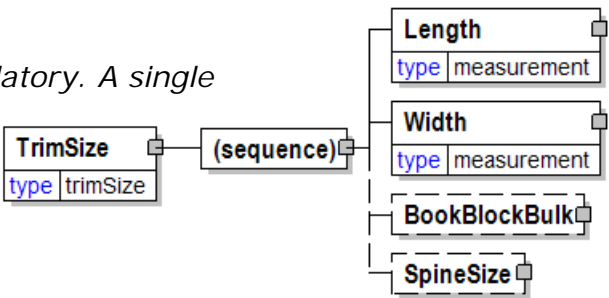 Length
type measurement
latory. A single
Width
TrimSize
(sequence)
type measurement
type trimSize
BookBlockBulk
SpineSize